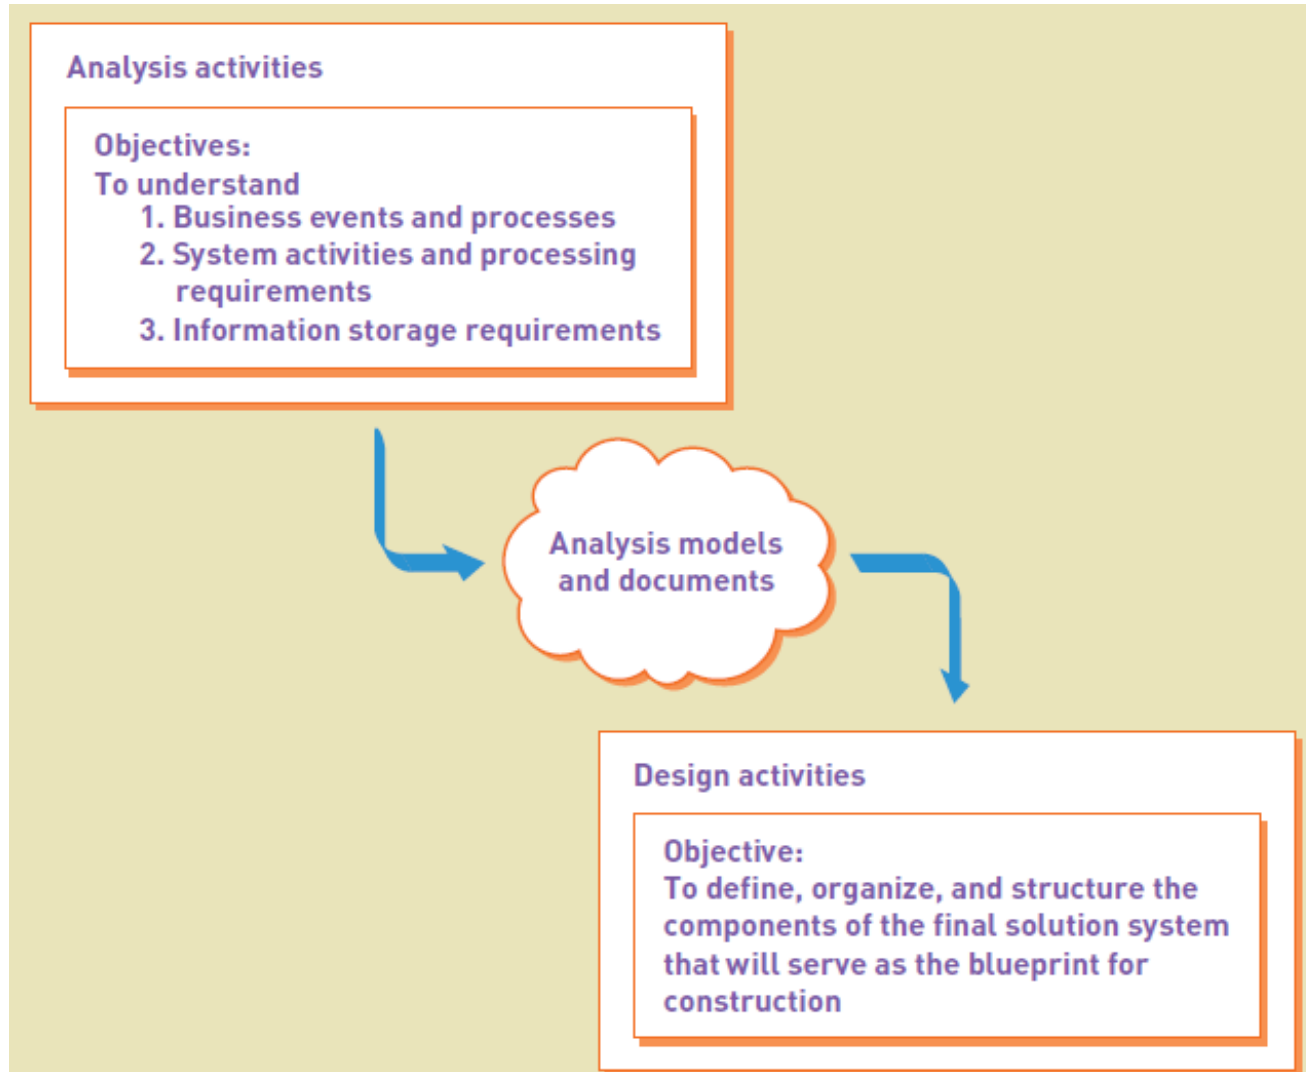 Analysis activities
Objectives:
To understand
1. Business events and processes
2. System activities and processing
requirements
3. Information storage requirements
Analysis models
and documents
Design activities
Objective:
To define, organize, and structure the
components of the final solution system
that will serve as the blueprint for
construction